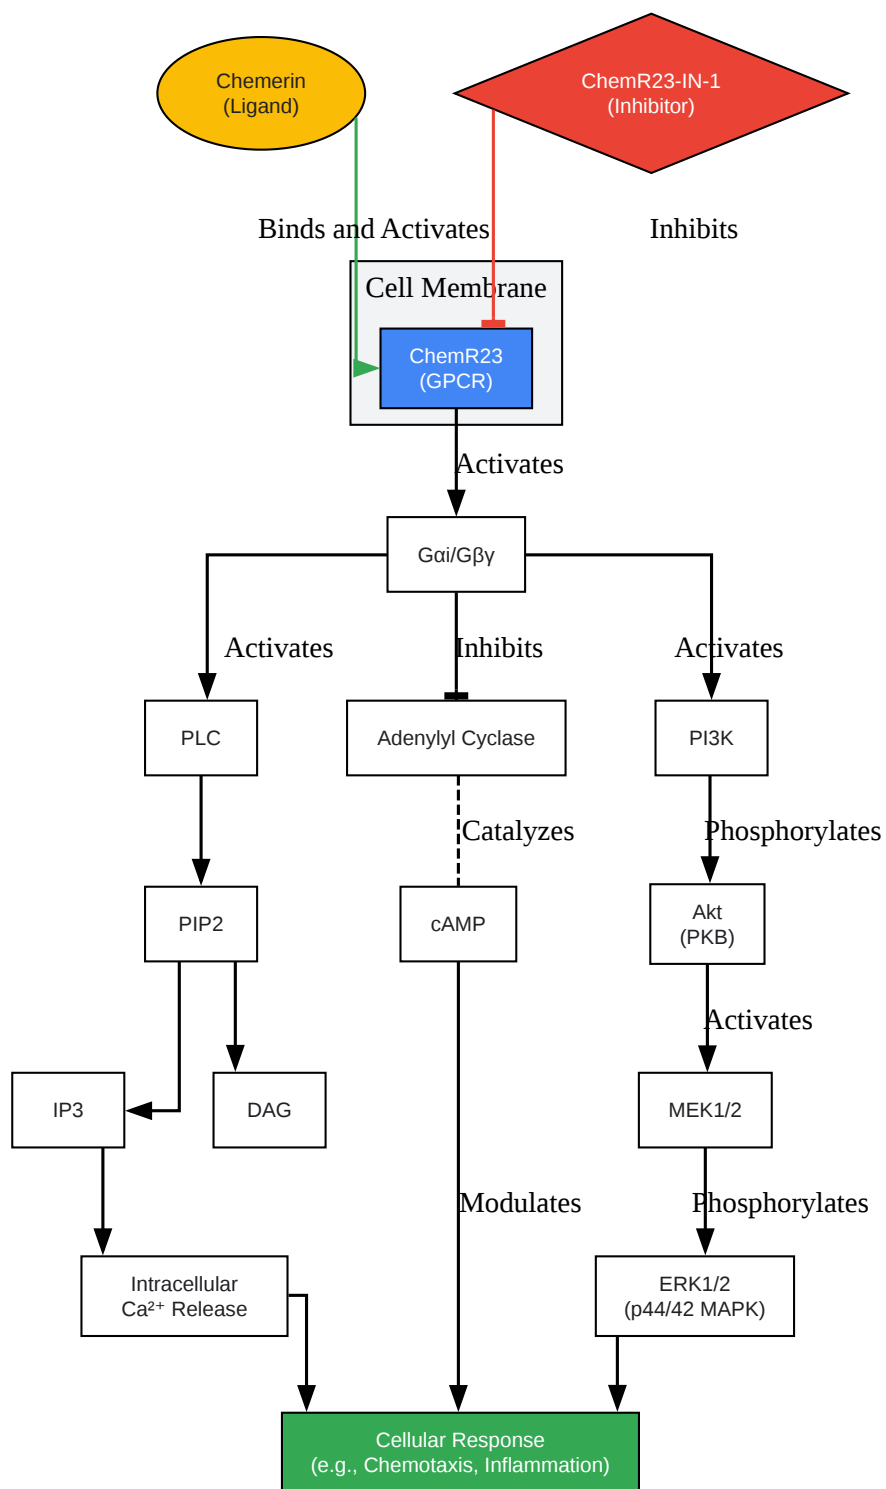 Chemerin
(Ligand)
ChemR23-IN-1
(Inhibitor)
Binds and Activates
Inhibits
Cell Membrane
ChemR23
(GPCR)
Activates
Gαi/Gβγ
Activates
Inhibits
Activates
PLC
Adenylyl Cyclase
PI3K
Catalyzes
Phosphorylates
PIP2
cAMP
Akt
(PKB)
Activates
IP3
DAG
MEK1/2
Modulates
Phosphorylates
Intracellular
Ca²⁺ Release
ERK1/2
(p44/42 MAPK)
Cellular Response
(e.g., Chemotaxis, Inflammation)